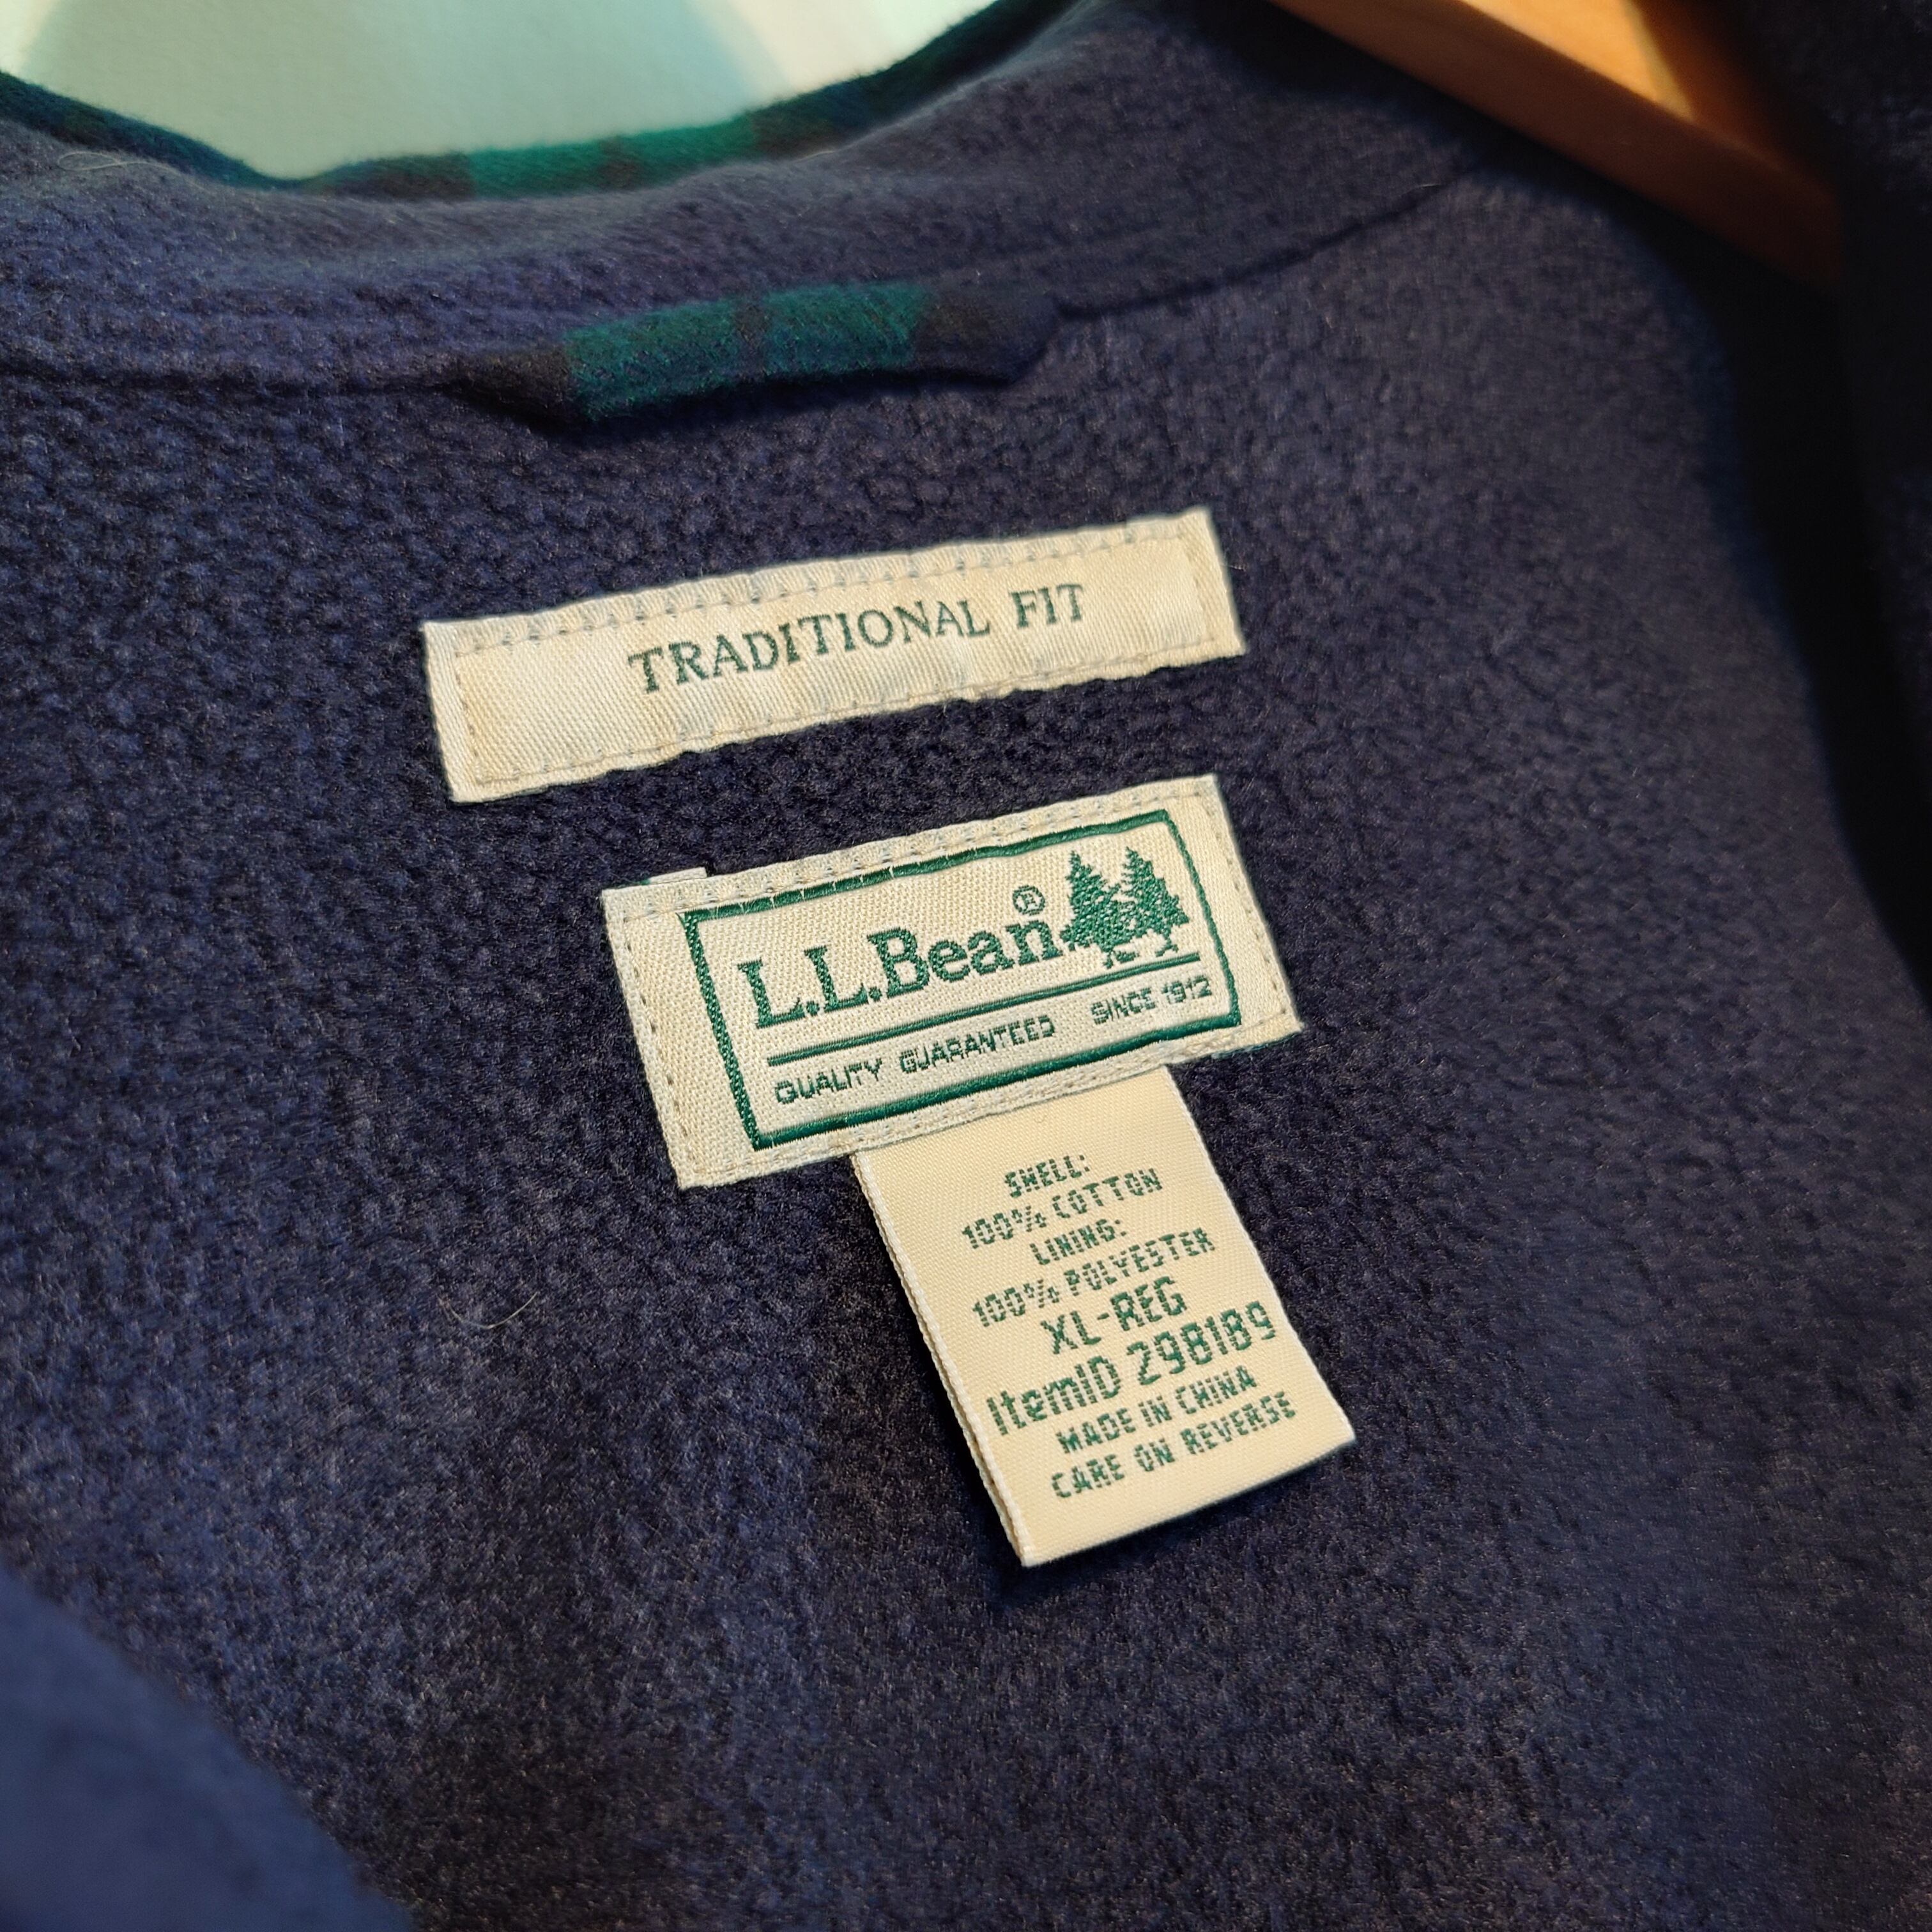 TRADITIONAL FIT
L.L.Bean®
QUALITY GUARANTEED SINCE 1912
SHELL:
100% COTTON
LINING:
100% POLYESTER
XL-REG
ItemID 298189
MADE IN CHINA
CARE ON REVERSE